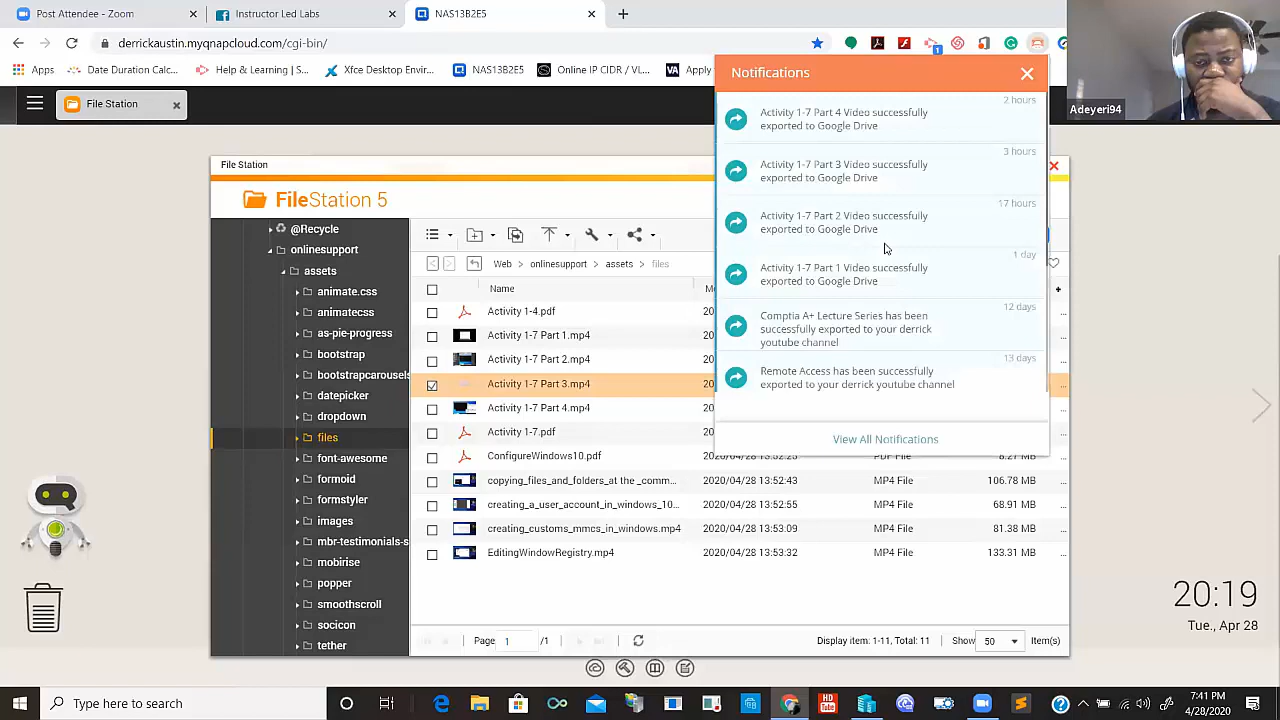 Post Attendee - Zoom
Instructor Led Labs
NAS13B2E5
derrickaustin.myqnapcloud.com/cgi-bin/
1
Apps
Date Duration Calcu...
Help & Learning | S...
Xfce Desktop Envir...
NAS13B2E5
Online IP CIDR / VL...
Apply
Adeyeri94
File Station
Notifications
2 hours
Activity 1-7 Part 4 Video successfully
exported to Google Drive
3 hours
Activity 1-7 Part 3 Video successfully
exported to Google Drive
17 hours
Activity 1-7 Part 2 Video successfully
exported to Google Drive
1 day
Activity 1-7 Part 1 Video successfully
exported to Google Drive
12 days
Comptia A+ Lecture Series has been
successfully exported to your derrick
youtube channel
13 days
Remote Access has been successfully
exported to your derrick youtube channel
View All Notifications
File Station
FileStation 5
@Recycle
onlinesupport
assets
animate.css
animatecss
as-pie-progress
bootstrap
bootstrapcarousels
datepicker
dropdown
files
font-awesome
formoid
formstyler
images
mbr-testimonials-s
mobirise
popper
smoothscroll
socicon
tether
Web > onlinesupport > assets > files
Name
Activity 1-4.pdf
Activity 1-7 Part 1.mp4
Activity 1-7 Part 2.mp4
Activity 1-7 Part 3.mp4
Activity 1-7 Part 4.mp4
Activity 1-7.pdf
ConfigureWindows10.pdf 2020/04/28 13:52:25 PDF File 8.27 MB
copying_files_and_folders_at the _comm... 2020/04/28 13:52:43 MP4 File 106.78 MB
creating_a_user_account_in_windows_10... 2020/04/28 13:52:55 MP4 File 68.91 MB
creating_customs_mmcs_in_windows.mp4 2020/04/28 13:53:09 MP4 File 81.38 MB
EditingWindowRegistry.mp4 2020/04/28 13:53:32 MP4 File 133.31 MB
Page 1 /1
Display item: 1-11, Total: 11
Show 50 Item(s)
20:19
Tue., Apr 28
Type here to search
7:41 PM
4/28/2020